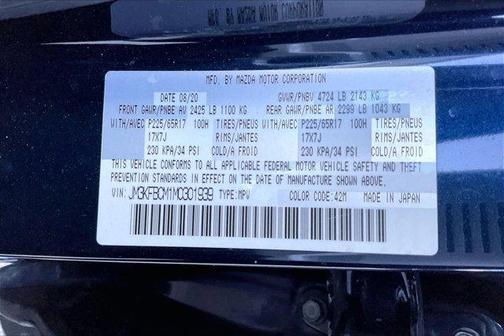 MFD. BY MAZDA MOTOR CORPORATION
DATE 08/20 GVWR/PNBV 4724 LB 2143 KG
FRONT GAWR/PNBE AV 2425 LB 1100 KG REAR GAWR/PNBE AR 2299 LB 1043 KG
WITH/AVEC P225/65R17 100H TIRES/PNEUS WITH/AVEC P225/65R17 100H TIRES/PNEUS
17X7J RIMS/JANTES 17X7J RIMS/JANTES
230 KPA/34 PSI COLD/A FROID 230 KPA/34 PSI COLD/A FROID
THIS VEHICLE CONFORMS TO ALL APPLICABLE FEDERAL MOTOR VEHICLE SAFETY AND THEFT
PREVENTION STANDARDS IN EFFECT ON THE DATE OF MANUFACTURE SHOWN ABOVE.
VIN: JM3KFBCM1M0301939 TYPE: MPV COLOR CODE: 42M MADE IN JAPAN